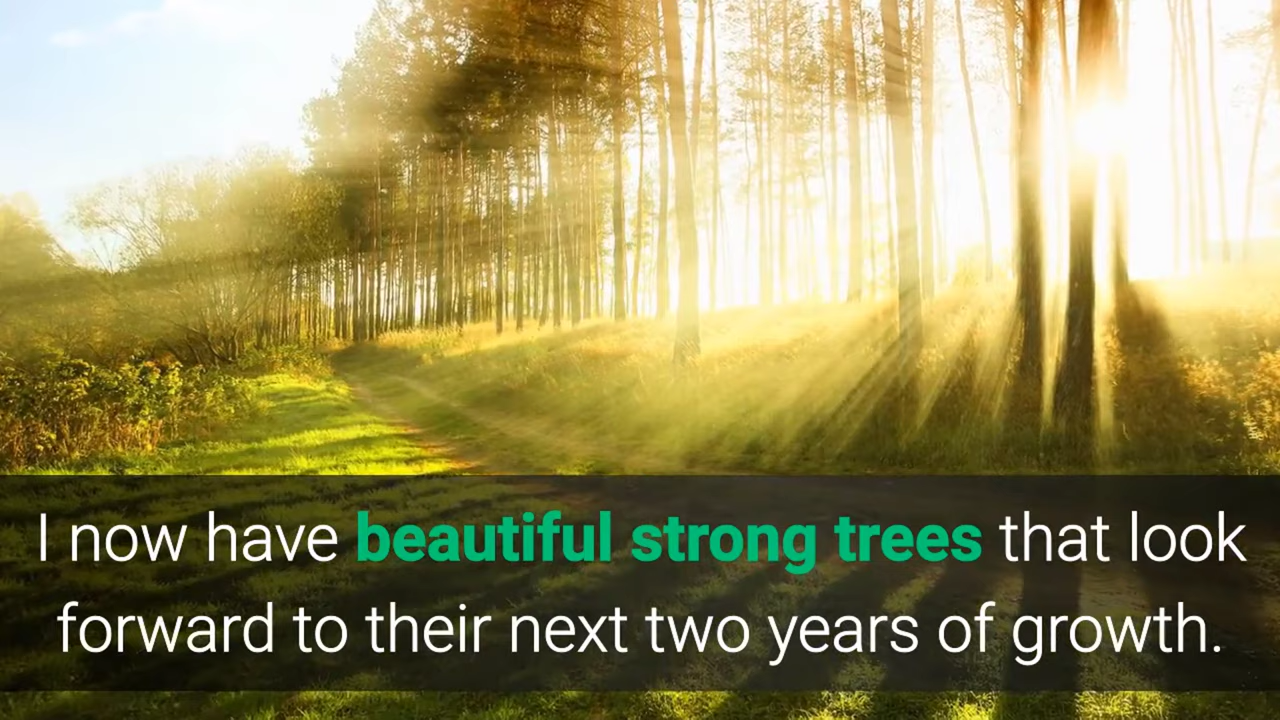 I now have beautiful strong trees that look
forward to their next two years of growth.